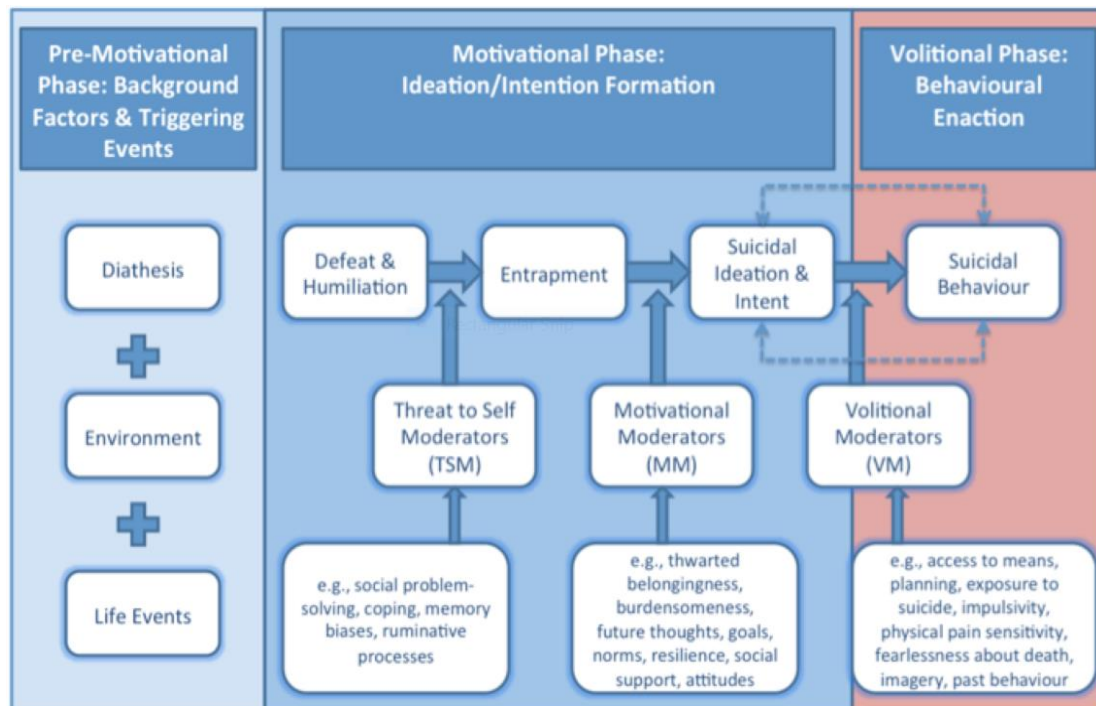 Pre-Motivational
Phase: Background
Factors & Triggering
Events
Motivational Phase:
Ideation/Intention Formation
Volitional Phase:
Behavioural
Enaction
Diathesis
Environment
Life Events
Defeat &
Humiliation
Entrapment
Suicidal
Ideation &
Intent
Suicidal
Behaviour
Threat to Self
Moderators
(TSM)
Motivational
Moderators
(MM)
Volitional
Moderators
(VM)
e.g., social problem-
solving, coping, memory
biases, ruminative
processes
e.g., thwarted
belongingness,
burdensomeness,
future thoughts, goals,
norms, resilience, social
support, attitudes
e.g., access to means,
planning, exposure to
suicide, impulsivity,
physical pain sensitivity,
fearlessness about death,
imagery, past behaviour